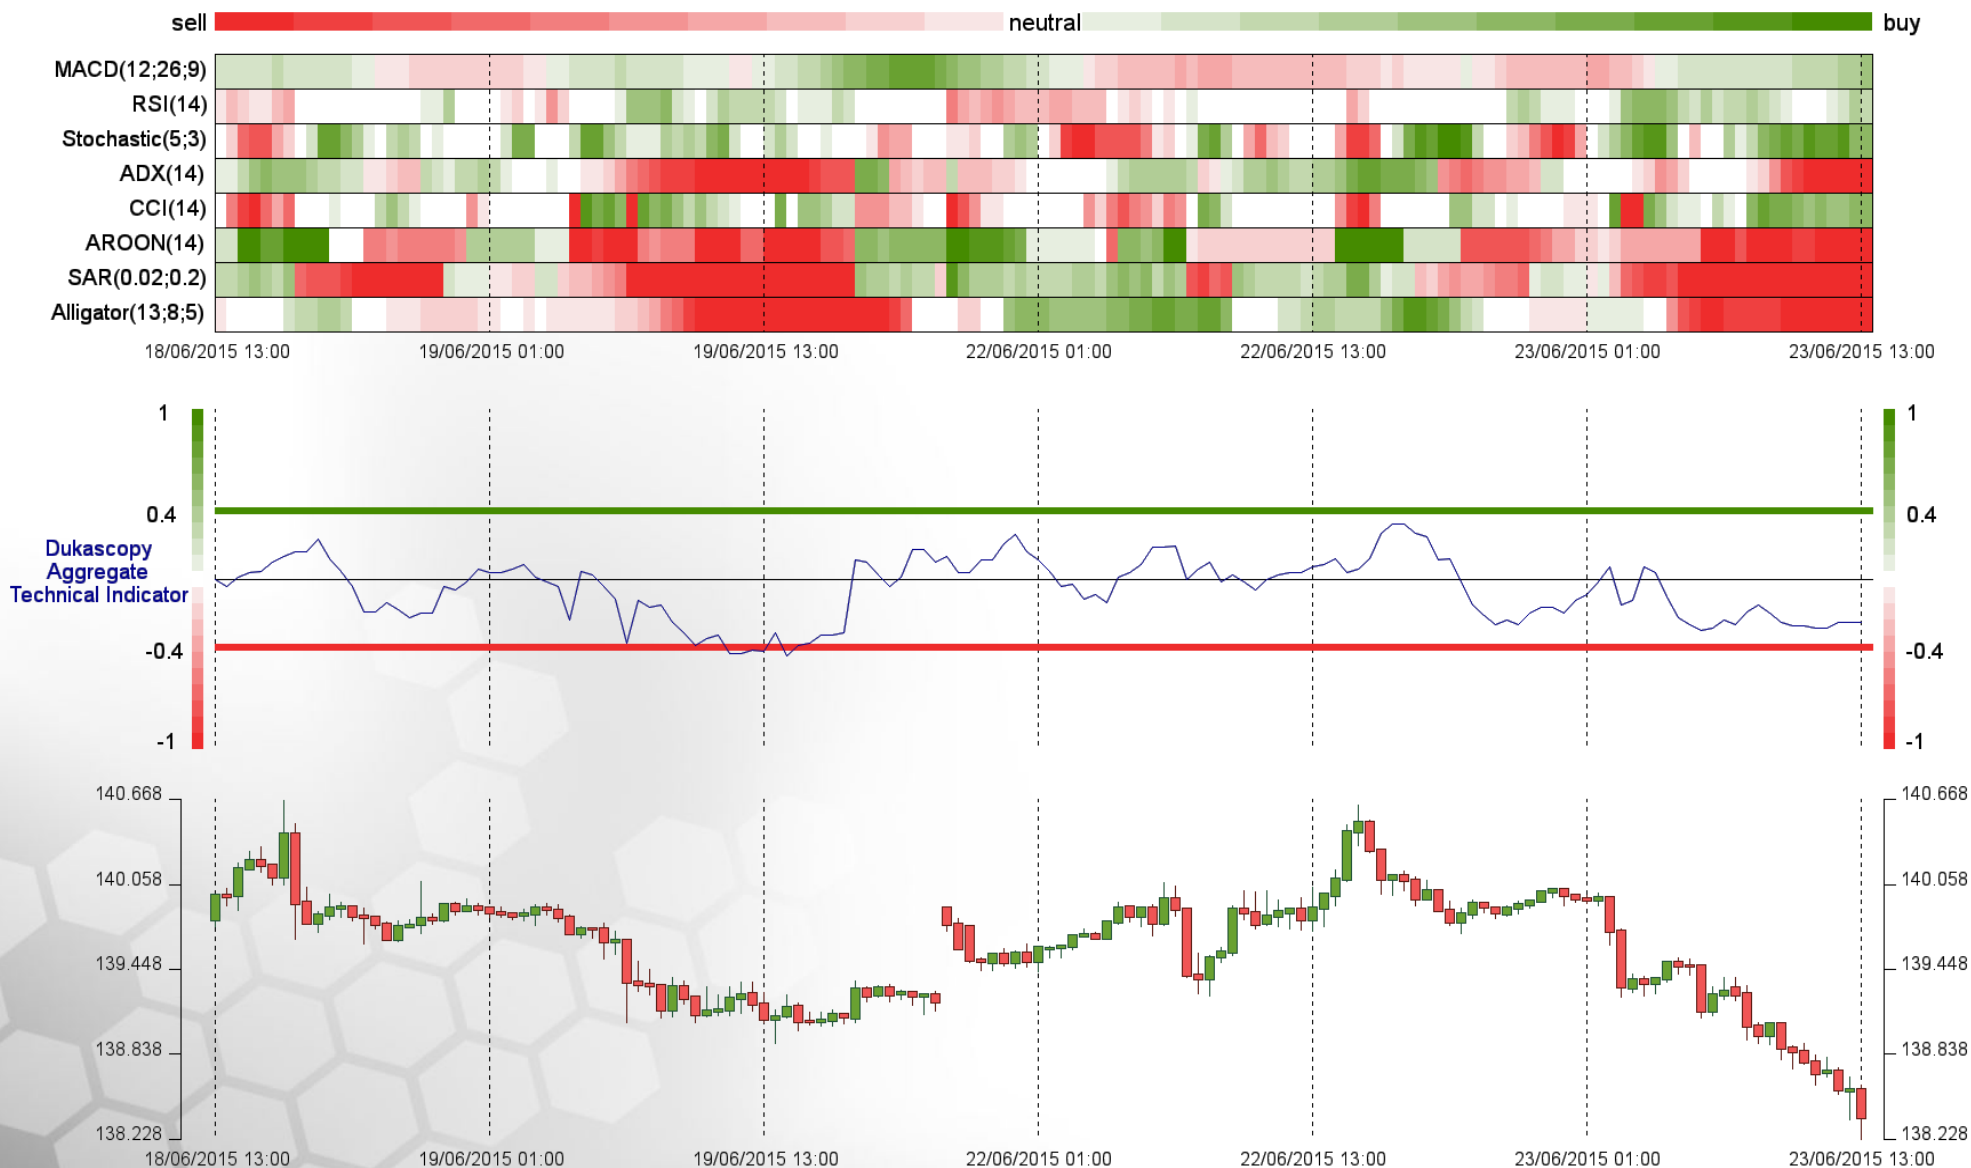 sell neutral buy
MACD(12;26;9)
RSI(14)
Stochastic(5;3)
ADX(14)
CCI(14)
AROON(14)
SAR(0.02;0.2)
Alligator(13;8;5)
18/06/2015 13:00 19/06/2015 01:00 19/06/2015 13:00 22/06/2015 01:00 22/06/2015 13:00 23/06/2015 01:00 23/06/2015 13:00
1 1
0.4 0.4
Dukascopy
Aggregate
Technical Indicator
-0.4 -0.4
-1 -1
140.668 140.668
140.058 140.058
139.448 139.448
138.838 138.838
138.228 138.228
18/06/2015 13:00 19/06/2015 01:00 19/06/2015 13:00 22/06/2015 01:00 22/06/2015 13:00 23/06/2015 01:00 23/06/2015 13:00